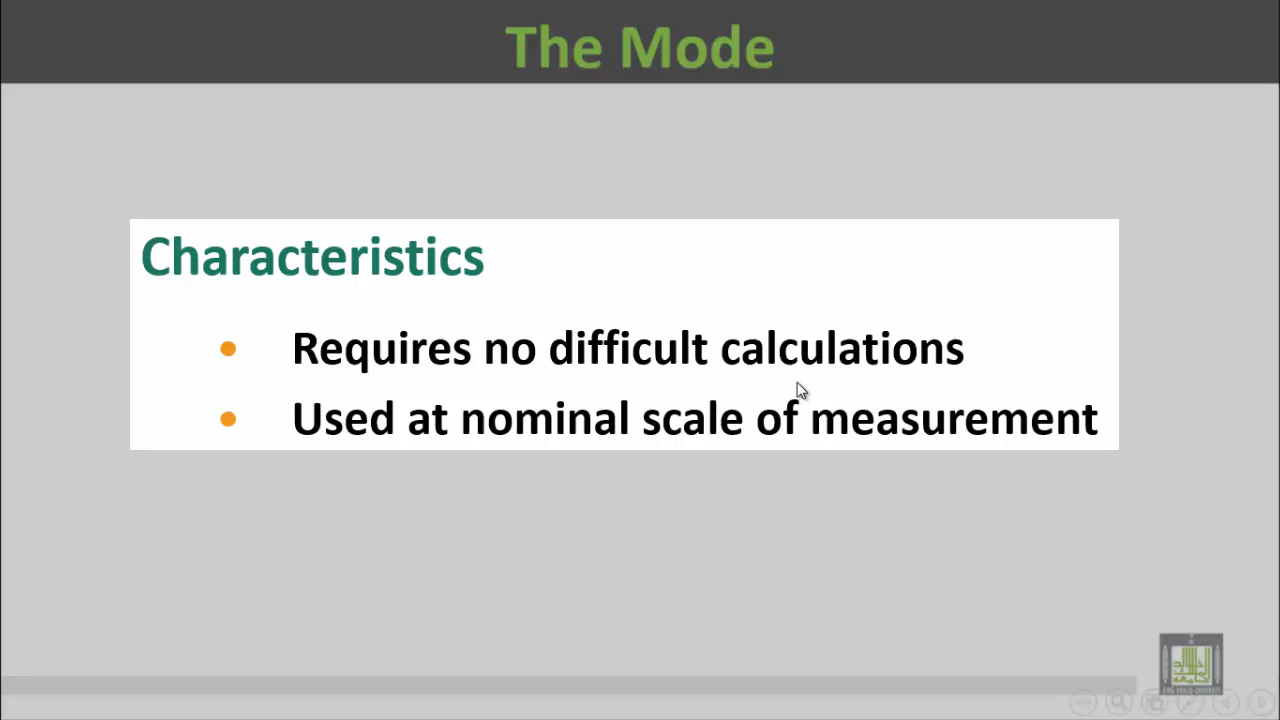 The Mode
Characteristics
• Requires no difficult calculations
• Used at nominal scale of measurement